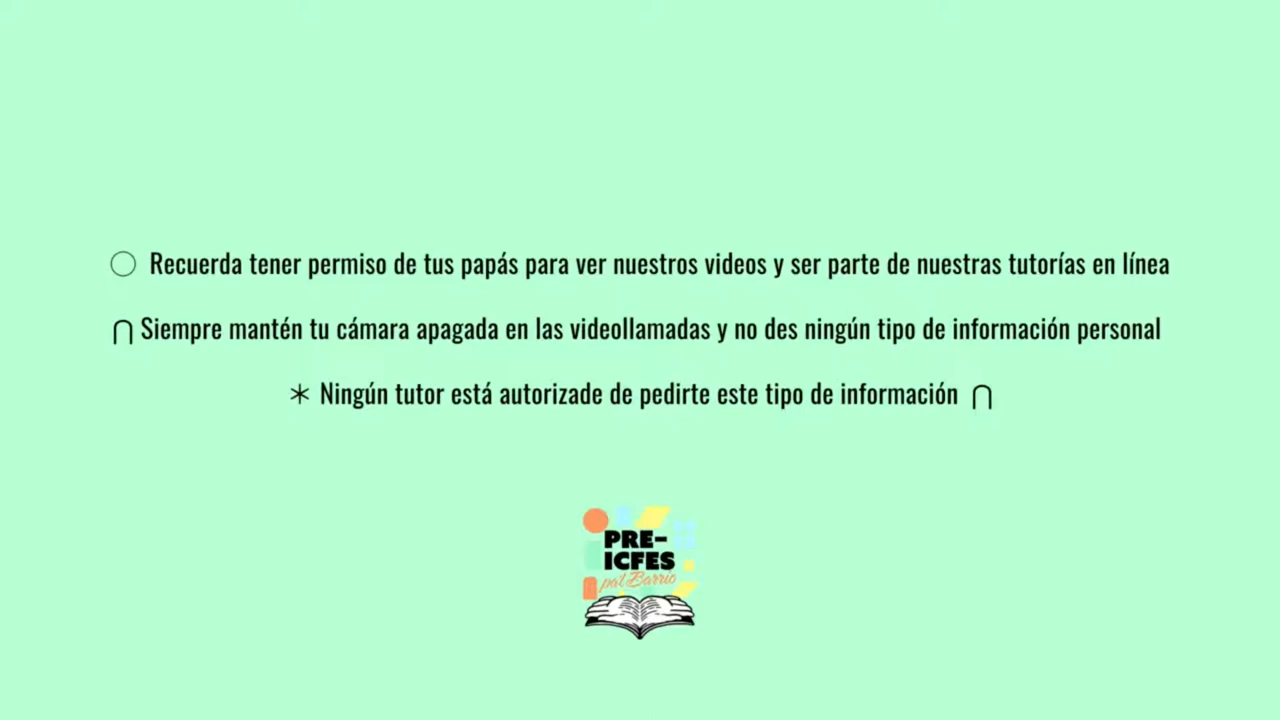 ○ Recuerda tener permiso de tus papás para ver nuestros videos y ser parte de nuestras tutorías en línea
∩ Siempre mantén tu cámara apagada en las videollamadas y no des ningún tipo de información personal
∗ Ningún tutor está autorizade de pedirte este tipo de información ∩
PRE-
ICFES
pa'l Barrio